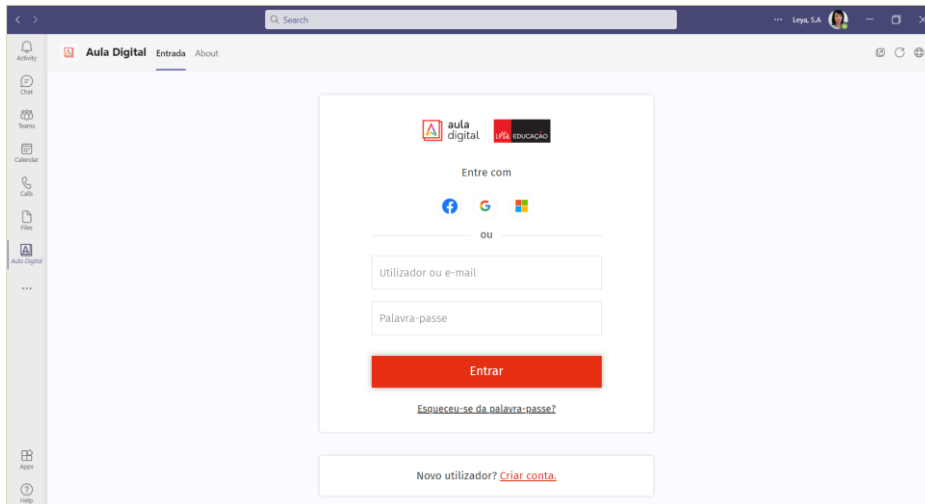 Search
... Leya, S.A
Activity
Chat
Teams
Calendar
Calls
Files
Aula Digital
...
Apps
Help
Aula Digital Entrada About
aula
digital
LeYa EDUCAÇÃO
Entre com
ou
Utilizador ou e-mail
Palavra-passe
Entrar
Esqueceu-se da palavra-passe?
Novo utilizador? Criar conta.